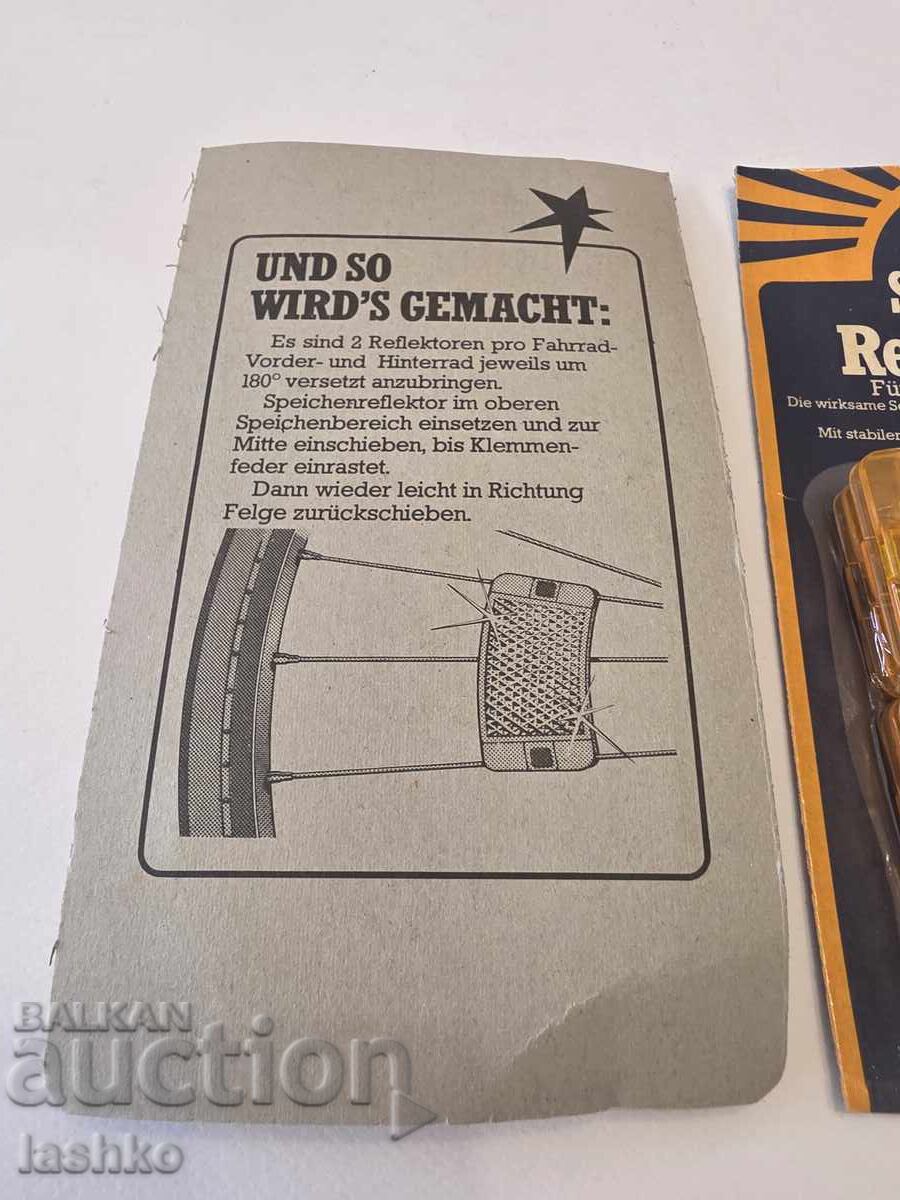 UND SO
WIRD'S GEMACHT:
Es sind 2 Reflektoren pro Fahrrad-
Vorder- und Hinterrad jeweils um
180° versetzt anzubringen.
Speichenreflektor im oberen
Speichenbereich einsetzen und zur
Mitte einschieben, bis Klemmen-
feder einrastet.
Dann wieder leicht in Richtung
Felge zurückschieben.
S
Re
Fü
Die wirksame Se
Mit stabilen
BALKAN
auction
lashko